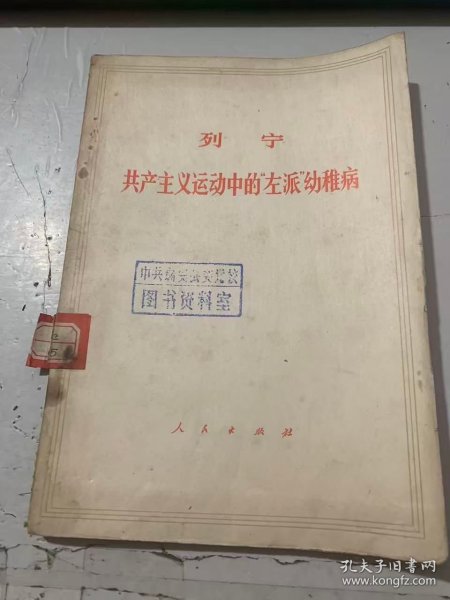 列 宁
共产主义运动中的“左派”幼稚病
图书资料室
人民出版社
孔夫子旧书网
www.kongfz.com